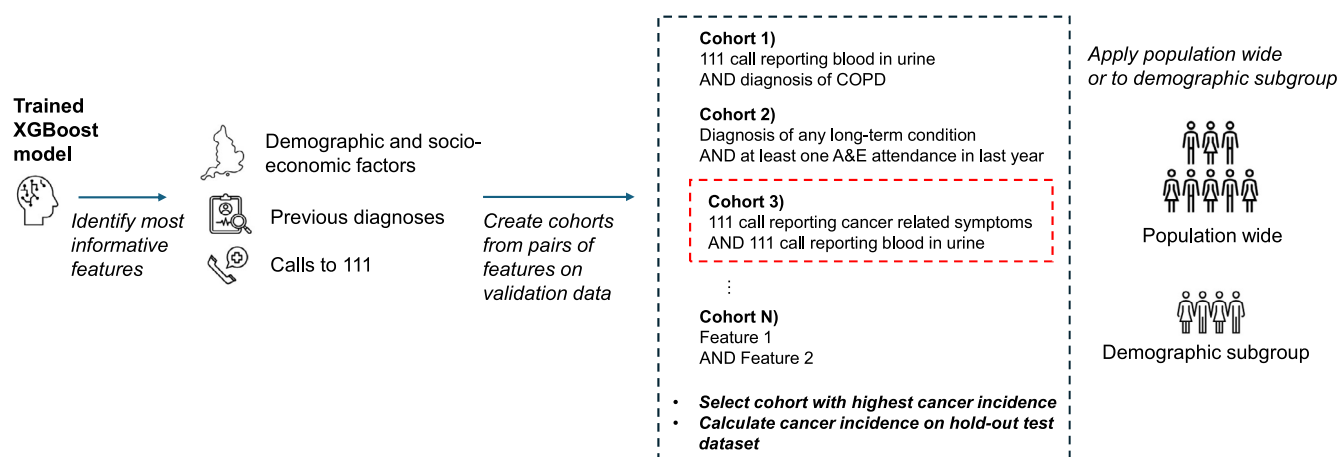 Trained
XGBoost
model
Identify most
informative
features
Demographic and socio-
economic factors
Previous diagnoses
Calls to 111
Create cohorts
from pairs of
features on
validation data
Cohort 1)
111 call reporting blood in urine
AND diagnosis of COPD
Cohort 2)
Diagnosis of any long-term condition
AND at least one A&E attendance in last year
Cohort 3)
111 call reporting cancer related symptoms
AND 111 call reporting blood in urine
⋮
Cohort N)
Feature 1
AND Feature 2
• Select cohort with highest cancer incidence
• Calculate cancer incidence on hold-out test
dataset
Apply population wide
or to demographic subgroup
Population wide
Demographic subgroup